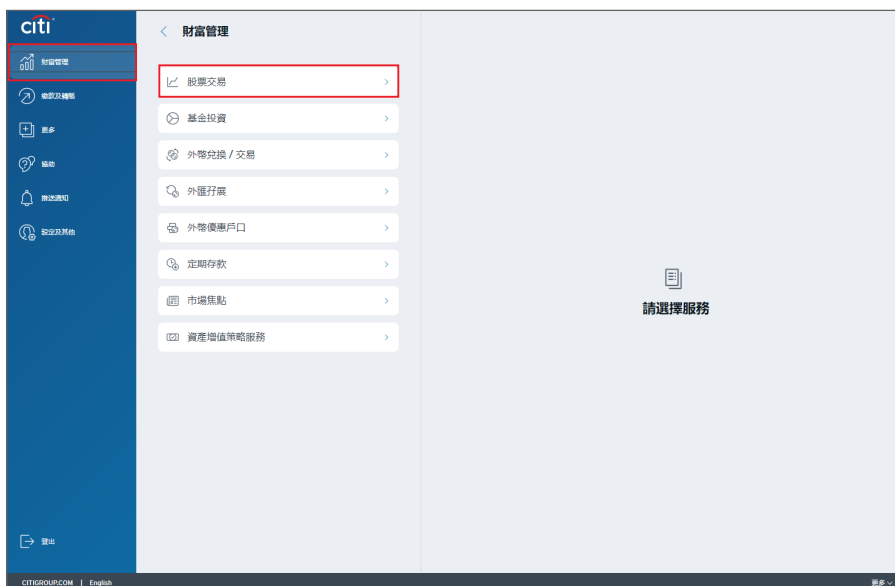 citi
財富管理
繳款及轉賬
更多
協助
推送通知
設定及其他
登出
財富管理
股票交易
基金投資
外幣兌換 / 交易
外匯孖展
外幣優惠戶口
定期存款
市場焦點
資產增值策略服務
請選擇服務
CITIGROUP.COM | English
更多